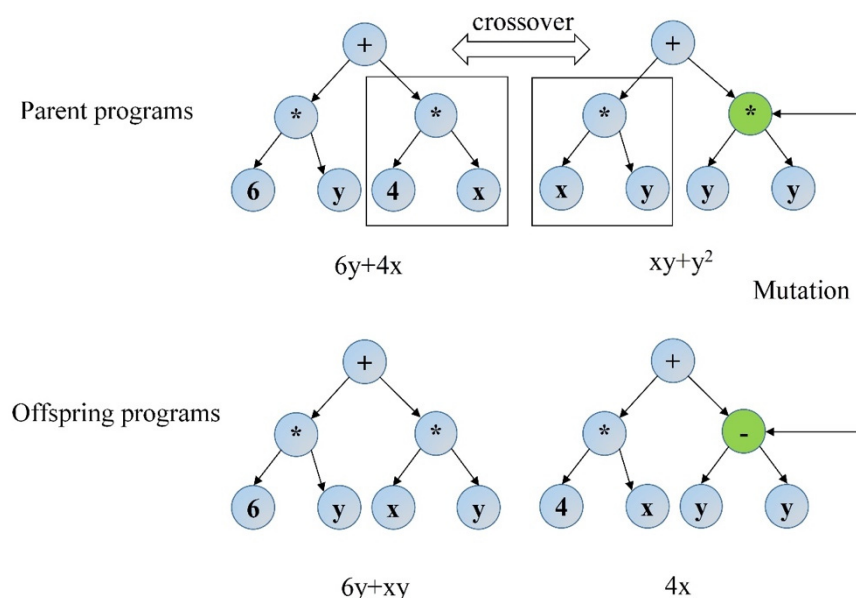 crossover
+ +
Parent programs * * * *
6 y 4 x x y y y
6y+4x xy+y²
Mutation
+ +
Offspring programs * * * -
6 y x y 4 x y y
6y+xy 4x